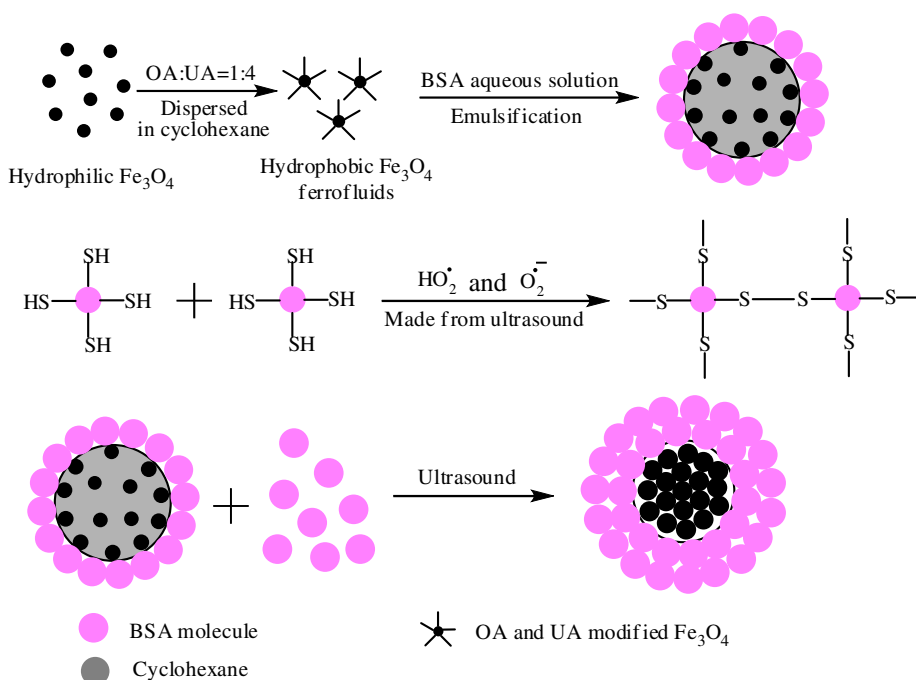 OA:UA=1:4
Dispersed
in cyclohexane
Hydrophilic Fe₃O₄
Hydrophobic Fe₃O₄
ferrofluids
BSA aqueous solution
Emulsification
SH
HS
SH
SH
SH
HS
SH
SH
HO₂• and O₂•−
Made from ultrasound
S
S
S
S
S
S
S
S
Ultrasound
BSA molecule
OA and UA modified Fe₃O₄
Cyclohexane